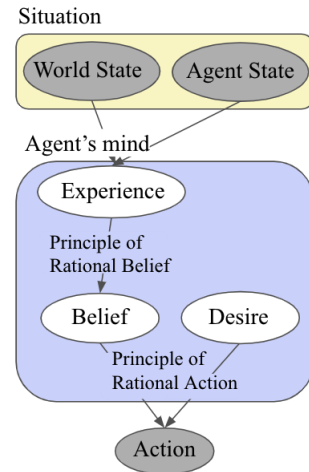 Situation
World State
Agent State
Agent's mind
Experience
Principle of
Rational Belief
Belief
Desire
Principle of
Rational Action
Action